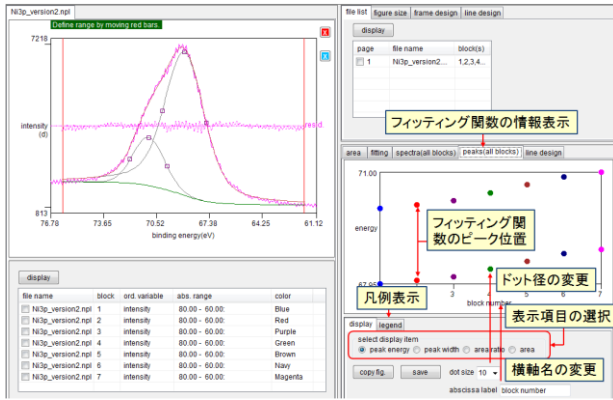 Ni3p_version2.npl
Define range by moving red bars.
x
x
7218
intensity
(d)
813
76.78 73.65 70.52 67.38 64.25 61.12
binding energy(eV)
display
file name block ord. variable abs. range color
Ni3p_version2.npl 1 intensity 80.00 - 60.00: Blue
Ni3p_version2.npl 2 intensity 80.00 - 60.00: Red
Ni3p_version2.npl 3 intensity 80.00 - 60.00: Purple
Ni3p_version2.npl 4 intensity 80.00 - 60.00: Green
Ni3p_version2.npl 5 intensity 80.00 - 60.00: Brown
Ni3p_version2.npl 6 intensity 80.00 - 60.00: Navy
Ni3p_version2.npl 7 intensity 80.00 - 60.00: Magenta
file list figure size frame design line design
display
page file name block(s)
1 Ni3p_version2... 1,2,3,4...
フィッティング関数の情報表示
area fitting spectra(all blocks) peaks(all blocks) line design
71.00
energy
67.95
3 4 5 6 7
block number
フィッティング関
数のピーク位置
ドット径の変更
凡例表示
表示項目の選択
display legend
select display item
peak energy peak width area ratio area
横軸名の変更
copy fig. save dot size 10
abscissa label block number